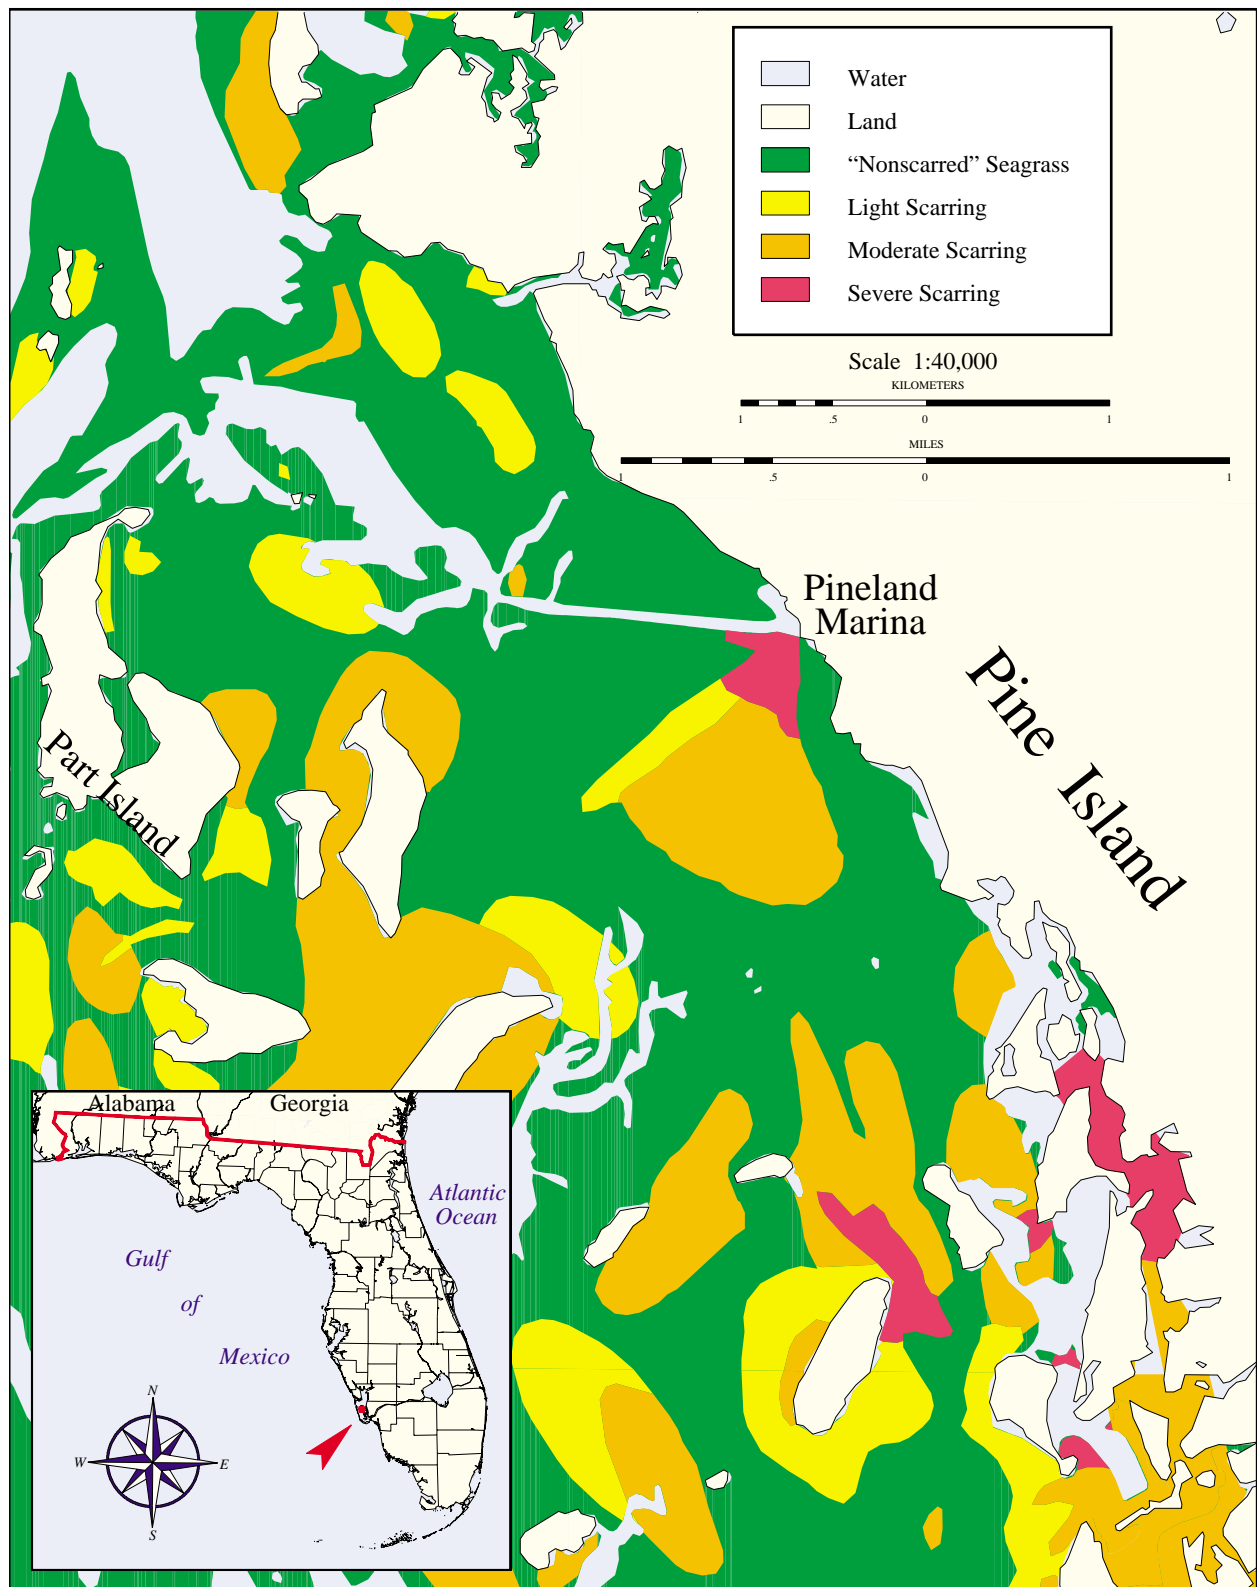 Water
Land
“Nonscarred” Seagrass
Light Scarring
Moderate Scarring
Severe Scarring
Scale 1:40,000
KILOMETERS
1 .5 0 1
MILES
1 .5 0 1
Pineland
Marina
Pine Island
Part Island
Alabama
Georgia
Atlantic
Ocean
Gulf
of
Mexico
N
W
E
S